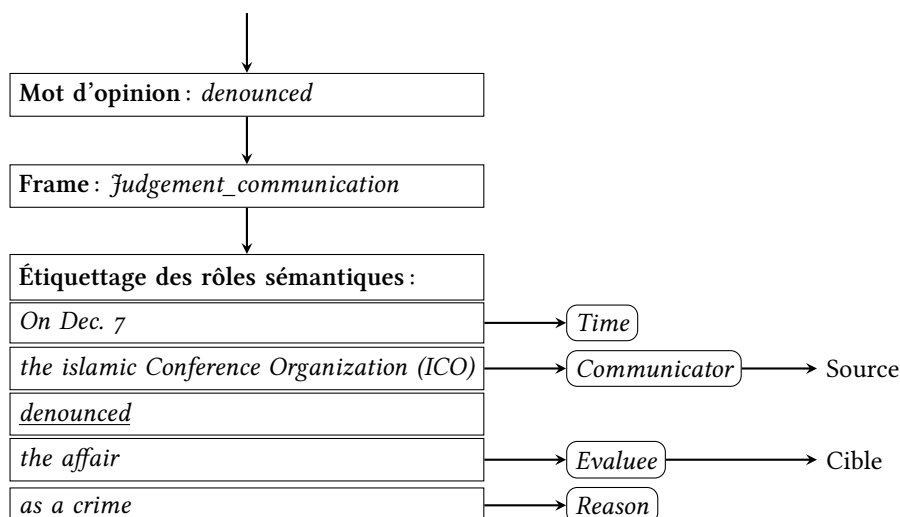 Mot d'opinion : denounced
Frame : Judgement_communication
Étiquettage des rôles sémantiques :
On Dec. 7 Time
the islamic Conference Organization (ICO) Communicator Source
denounced
the affair Evaluee Cible
as a crime Reason